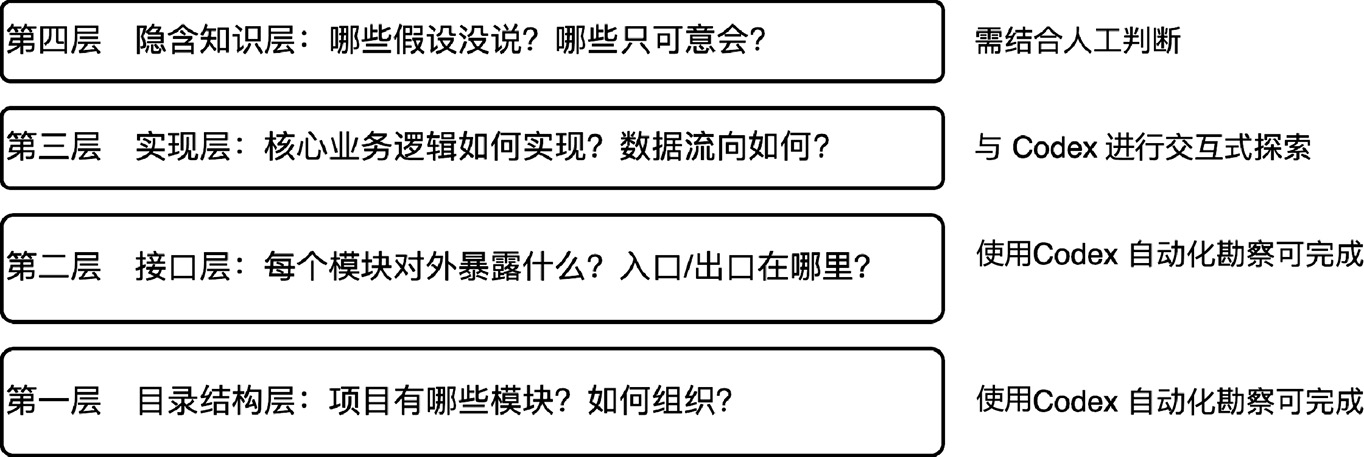 第四层 隐含知识层：哪些假设没说？哪些只可意会？ 需结合人工判断
第三层 实现层：核心业务逻辑如何实现？数据流向如何？ 与 Codex 进行交互式探索
第二层 接口层：每个模块对外暴露什么？入口/出口在哪里？ 使用Codex 自动化勘察可完成
第一层 目录结构层：项目有哪些模块？如何组织？ 使用Codex 自动化勘察可完成